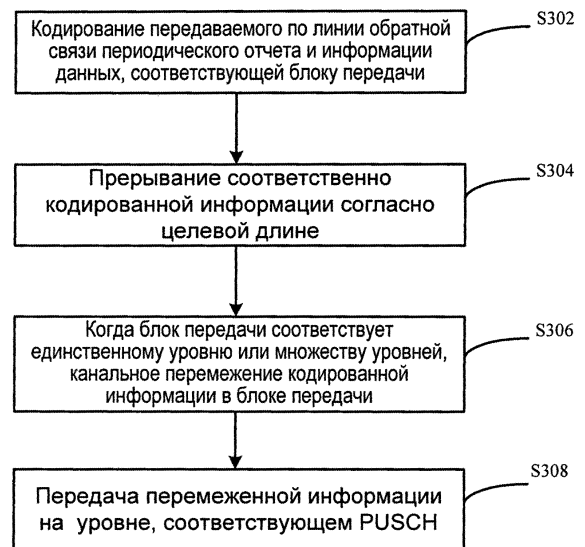 Кодирование передаваемого по линии обратной
связи периодического отчета и информации
данных, соответствующей блоку передачи
S302
Прерывание соответственно
кодированной информации согласно
целевой длине
S304
Когда блок передачи соответствует
единственному уровню или множеству уровней,
канальное перемежение кодированной
информации в блоке передачи
S306
Передача перемеженной информации
на уровне, соответствующем PUSCH
S308